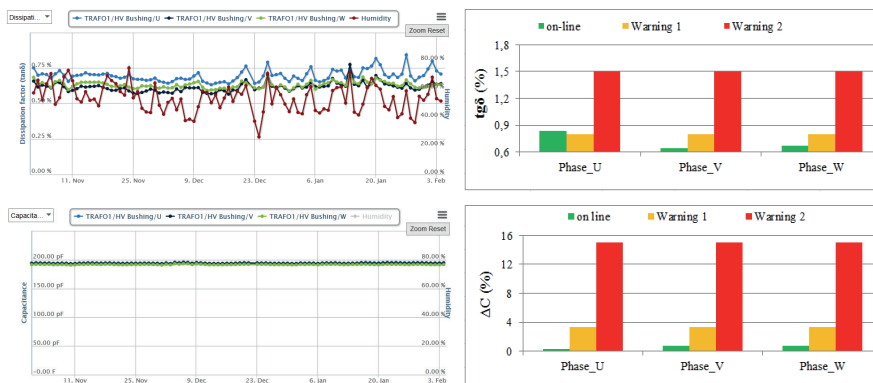 Dissipati...
TRAFO1/HV Bushing/U TRAFO1/HV Bushing/V TRAFO1/HV Bushing/W Humidity
Zoom Reset
Dissipation factor (tanδ)
0.75 %
0.50 %
0.25 %
0.00 %
80.00 %
60.00 %
40.00 %
20.00 %
00.00 %
Humidity
11. Nov 25. Nov 9. Dec 23. Dec 6. Jan 20. Jan 3. Feb
on-line Warning 1 Warning 2
tgδ (%)
1,8
1,5
1,2
0,9
0,6
Phase_U Phase_V Phase_W
Capacita...
TRAFO1/HV Bushing/U TRAFO1/HV Bushing/V TRAFO1/HV Bushing/W Humidity
Zoom Reset
Capacitance
200.00 pF
150.00 pF
100.00 pF
50.00 pF
80.00 %
60.00 %
40.00 %
20.00 %
00.00 %
Humidity
11. Nov 25. Nov 9. Dec 23. Dec 6. Jan 20. Jan 3. Feb
on line Warning 1 Warning 2
ΔC (%)
16
12
8
4
0
Phase_U Phase_V Phase_W